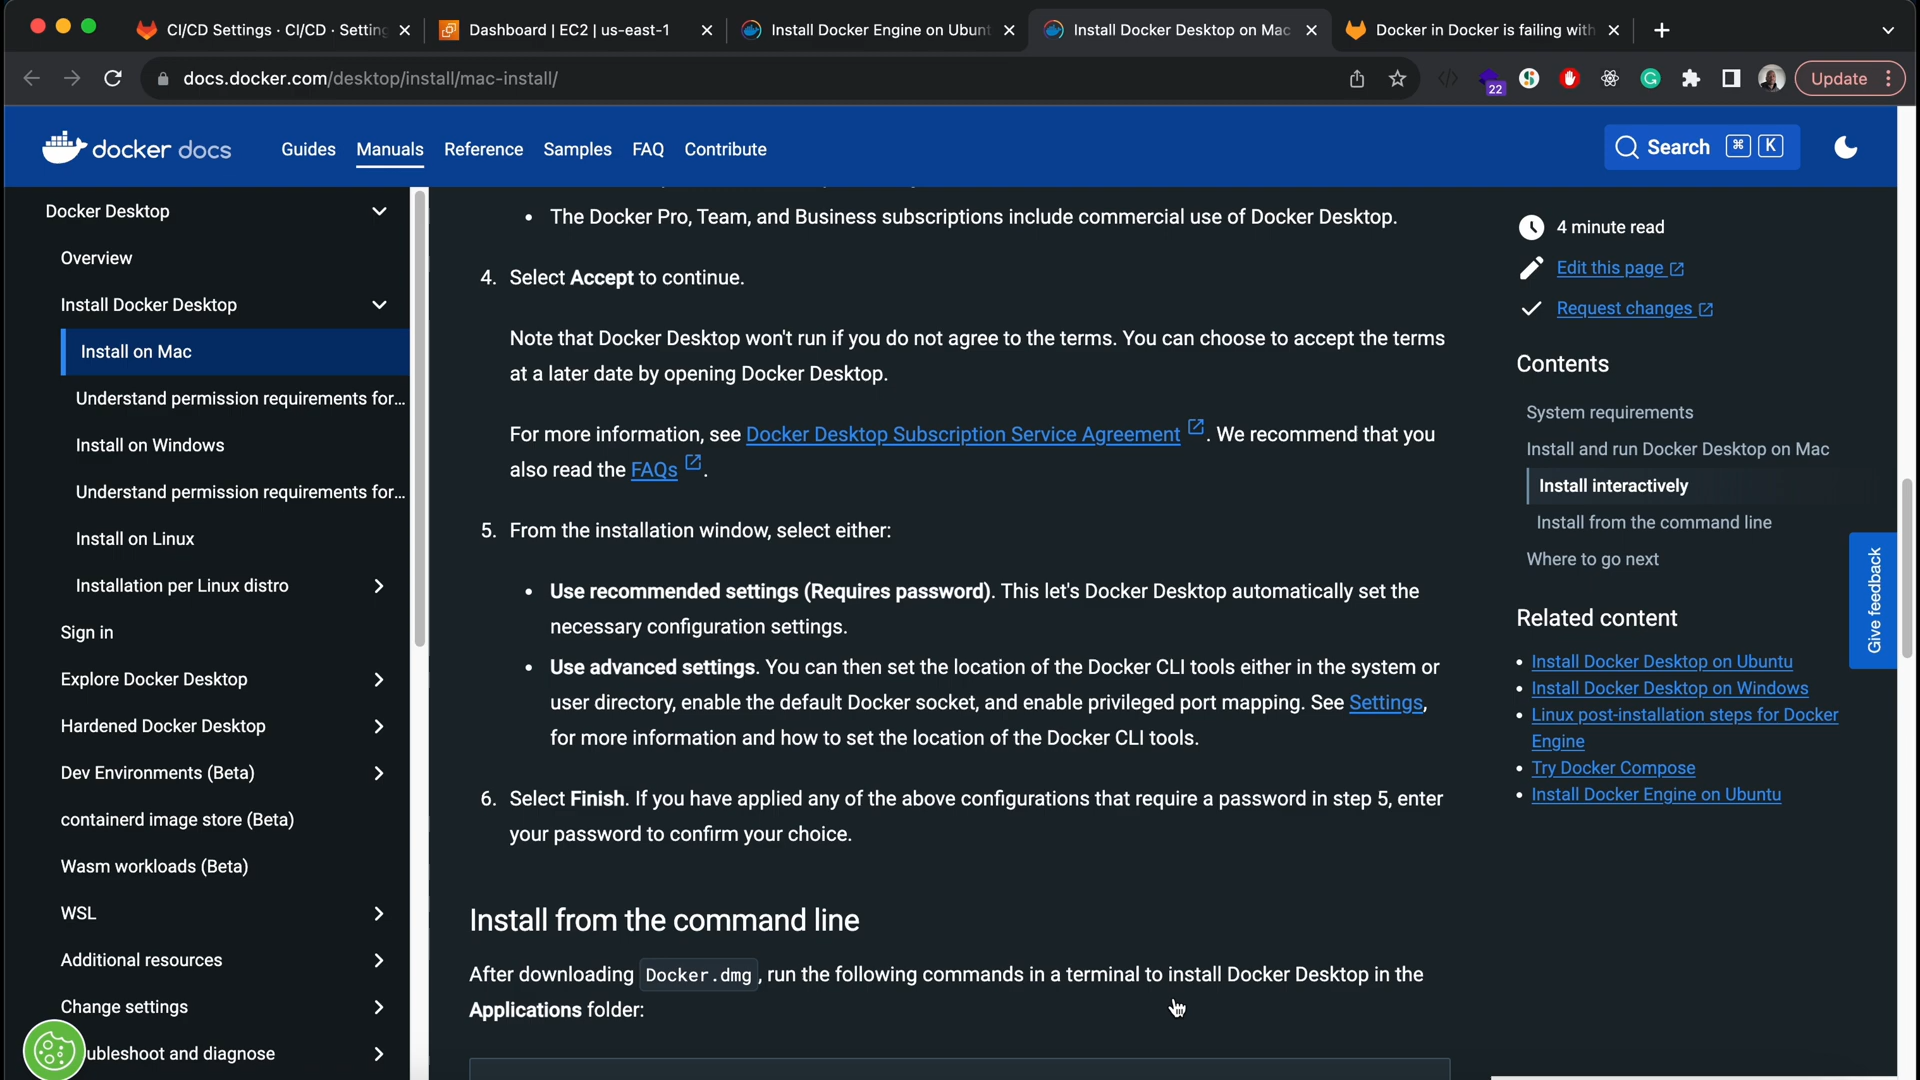 CI/CD Settings · CI/CD · Setting
Dashboard | EC2 | us-east-1
Install Docker Engine on Ubunt
Install Docker Desktop on Mac
Docker in Docker is failing with
docs.docker.com/desktop/install/mac-install/
22
Update
docker docs
Guides
Manuals
Reference
Samples
FAQ
Contribute
Search ⌘ K
Docker Desktop
Overview
Install Docker Desktop
Install on Mac
Understand permission requirements for...
Install on Windows
Understand permission requirements for...
Install on Linux
Installation per Linux distro
Sign in
Explore Docker Desktop
Hardened Docker Desktop
Dev Environments (Beta)
containerd image store (Beta)
Wasm workloads (Beta)
WSL
Additional resources
Change settings
ubleshoot and diagnose
• The Docker Pro, Team, and Business subscriptions include commercial use of Docker Desktop.
4. Select Accept to continue.
Note that Docker Desktop won't run if you do not agree to the terms. You can choose to accept the terms
at a later date by opening Docker Desktop.
For more information, see Docker Desktop Subscription Service Agreement. We recommend that you
also read the FAQs.
5. From the installation window, select either:
• Use recommended settings (Requires password). This let's Docker Desktop automatically set the
necessary configuration settings.
• Use advanced settings. You can then set the location of the Docker CLI tools either in the system or
user directory, enable the default Docker socket, and enable privileged port mapping. See Settings,
for more information and how to set the location of the Docker CLI tools.
6. Select Finish. If you have applied any of the above configurations that require a password in step 5, enter
your password to confirm your choice.
Install from the command line
After downloading Docker.dmg, run the following commands in a terminal to install Docker Desktop in the
Applications folder:
4 minute read
Edit this page
Request changes
Contents
System requirements
Install and run Docker Desktop on Mac
Install interactively
Install from the command line
Where to go next
Related content
• Install Docker Desktop on Ubuntu
• Install Docker Desktop on Windows
• Linux post-installation steps for Docker
Engine
• Try Docker Compose
• Install Docker Engine on Ubuntu
Give feedback